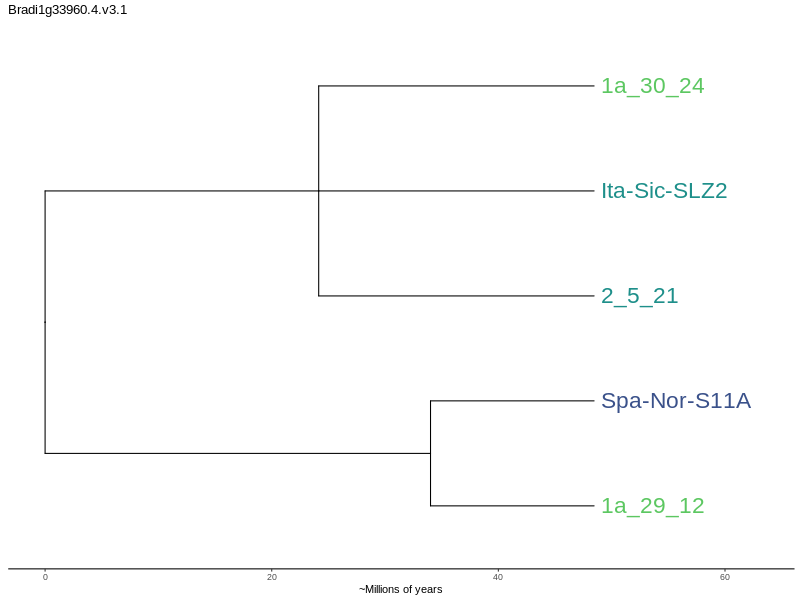 Bradi1g33960.4.v3.1
1a_30_24
Ita-Sic-SLZ2
2_5_21
Spa-Nor-S11A
1a_29_12
0 20 40 60
~Millions of years